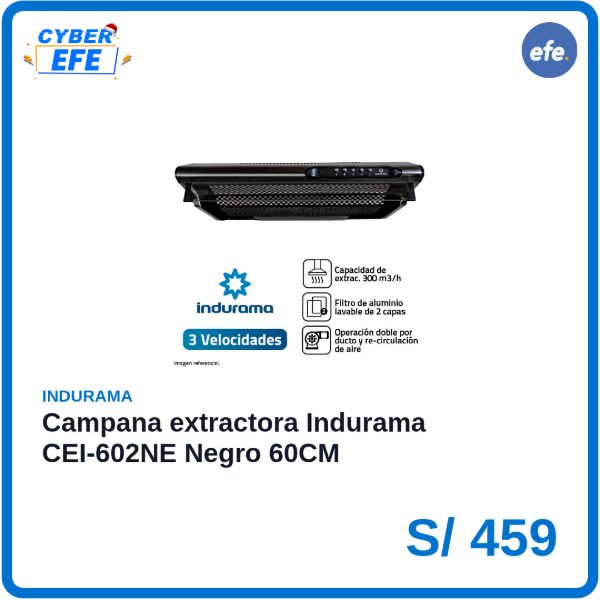 CYBER
EFE
efe.
indurama
3 Velocidades
Imagen referencial.
Capacidad de
extrac. 300 m3/h
Filtro de aluminio
lavable de 2 capas
Operación doble por
ducto y re-circulación
de aire
INDURAMA
Campana extractora Indurama
CEI-602NE Negro 60CM
S/ 459